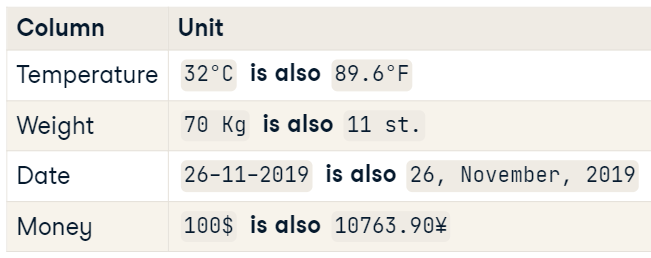 Column Unit
Temperature 32°C is also 89.6°F
Weight 70 Kg is also 11 st.
Date 26-11-2019 is also 26, November, 2019
Money 100$ is also 10763.90¥